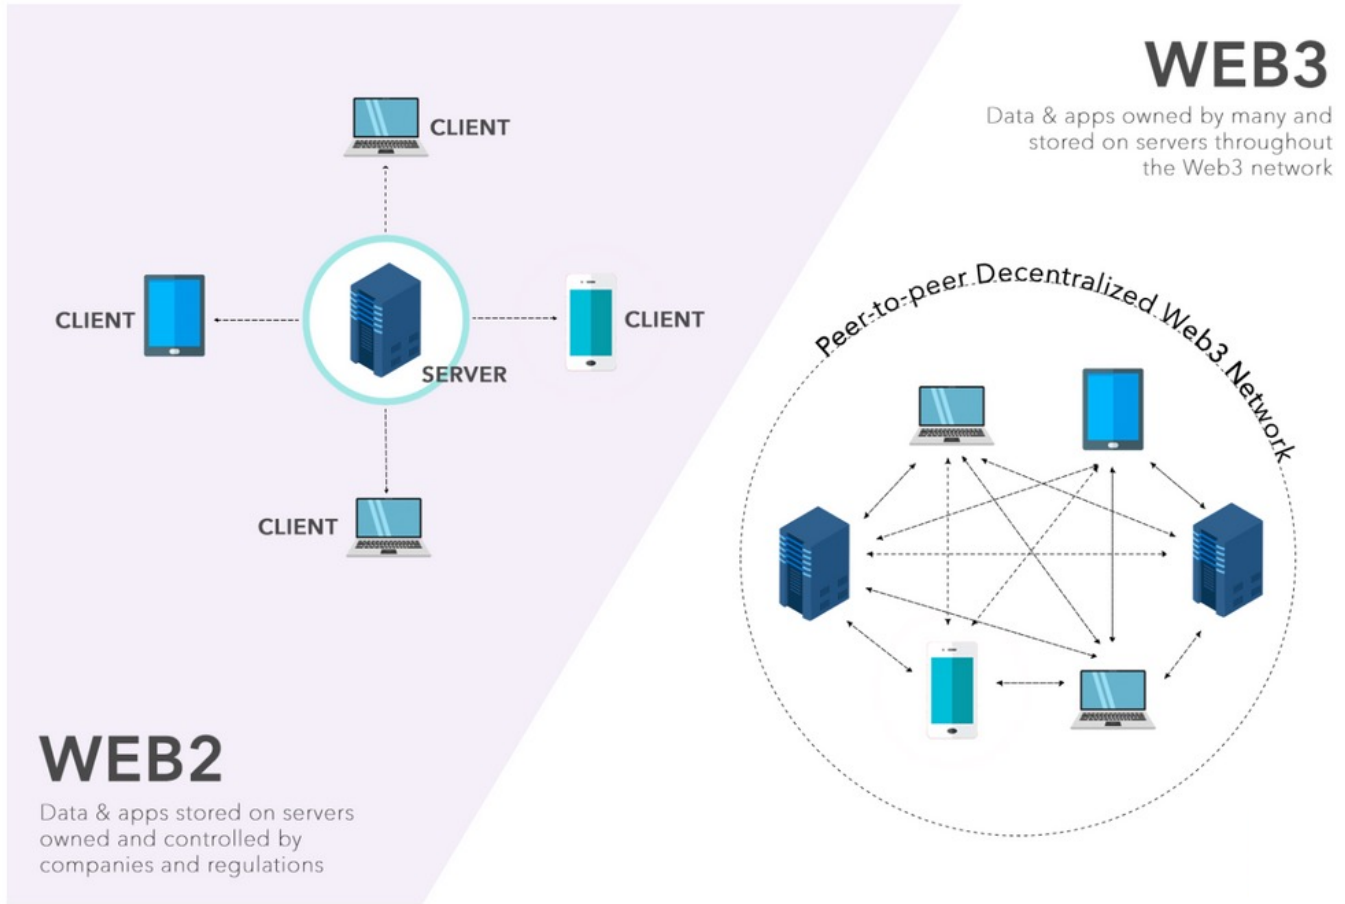 WEB3
Data & apps owned by many and
stored on servers throughout
the Web3 network
CLIENT
CLIENT
SERVER
CLIENT
CLIENT
Peer-to-peer Decentralized Web3 Network
WEB2
Data & apps stored on servers
owned and controlled by
companies and regulations